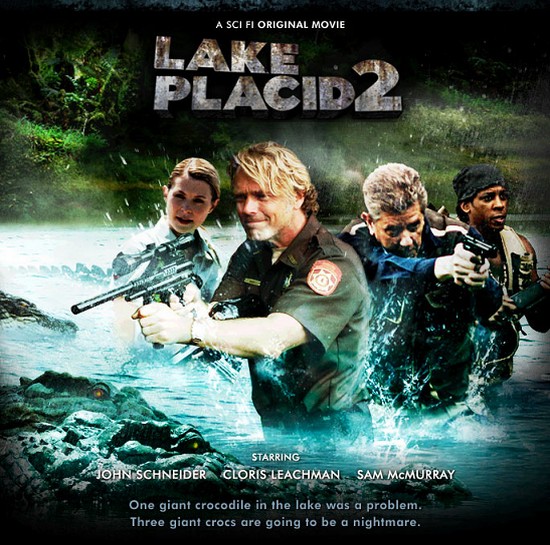 A SCI FI ORIGINAL MOVIE
LAKE
PLACID 2
STARRING
JOHN SCHNEIDER CLORIS LEACHMAN SAM McMURRAY
One giant crocodile in the lake was a problem.
Three giant crocs are going to be a nightmare.